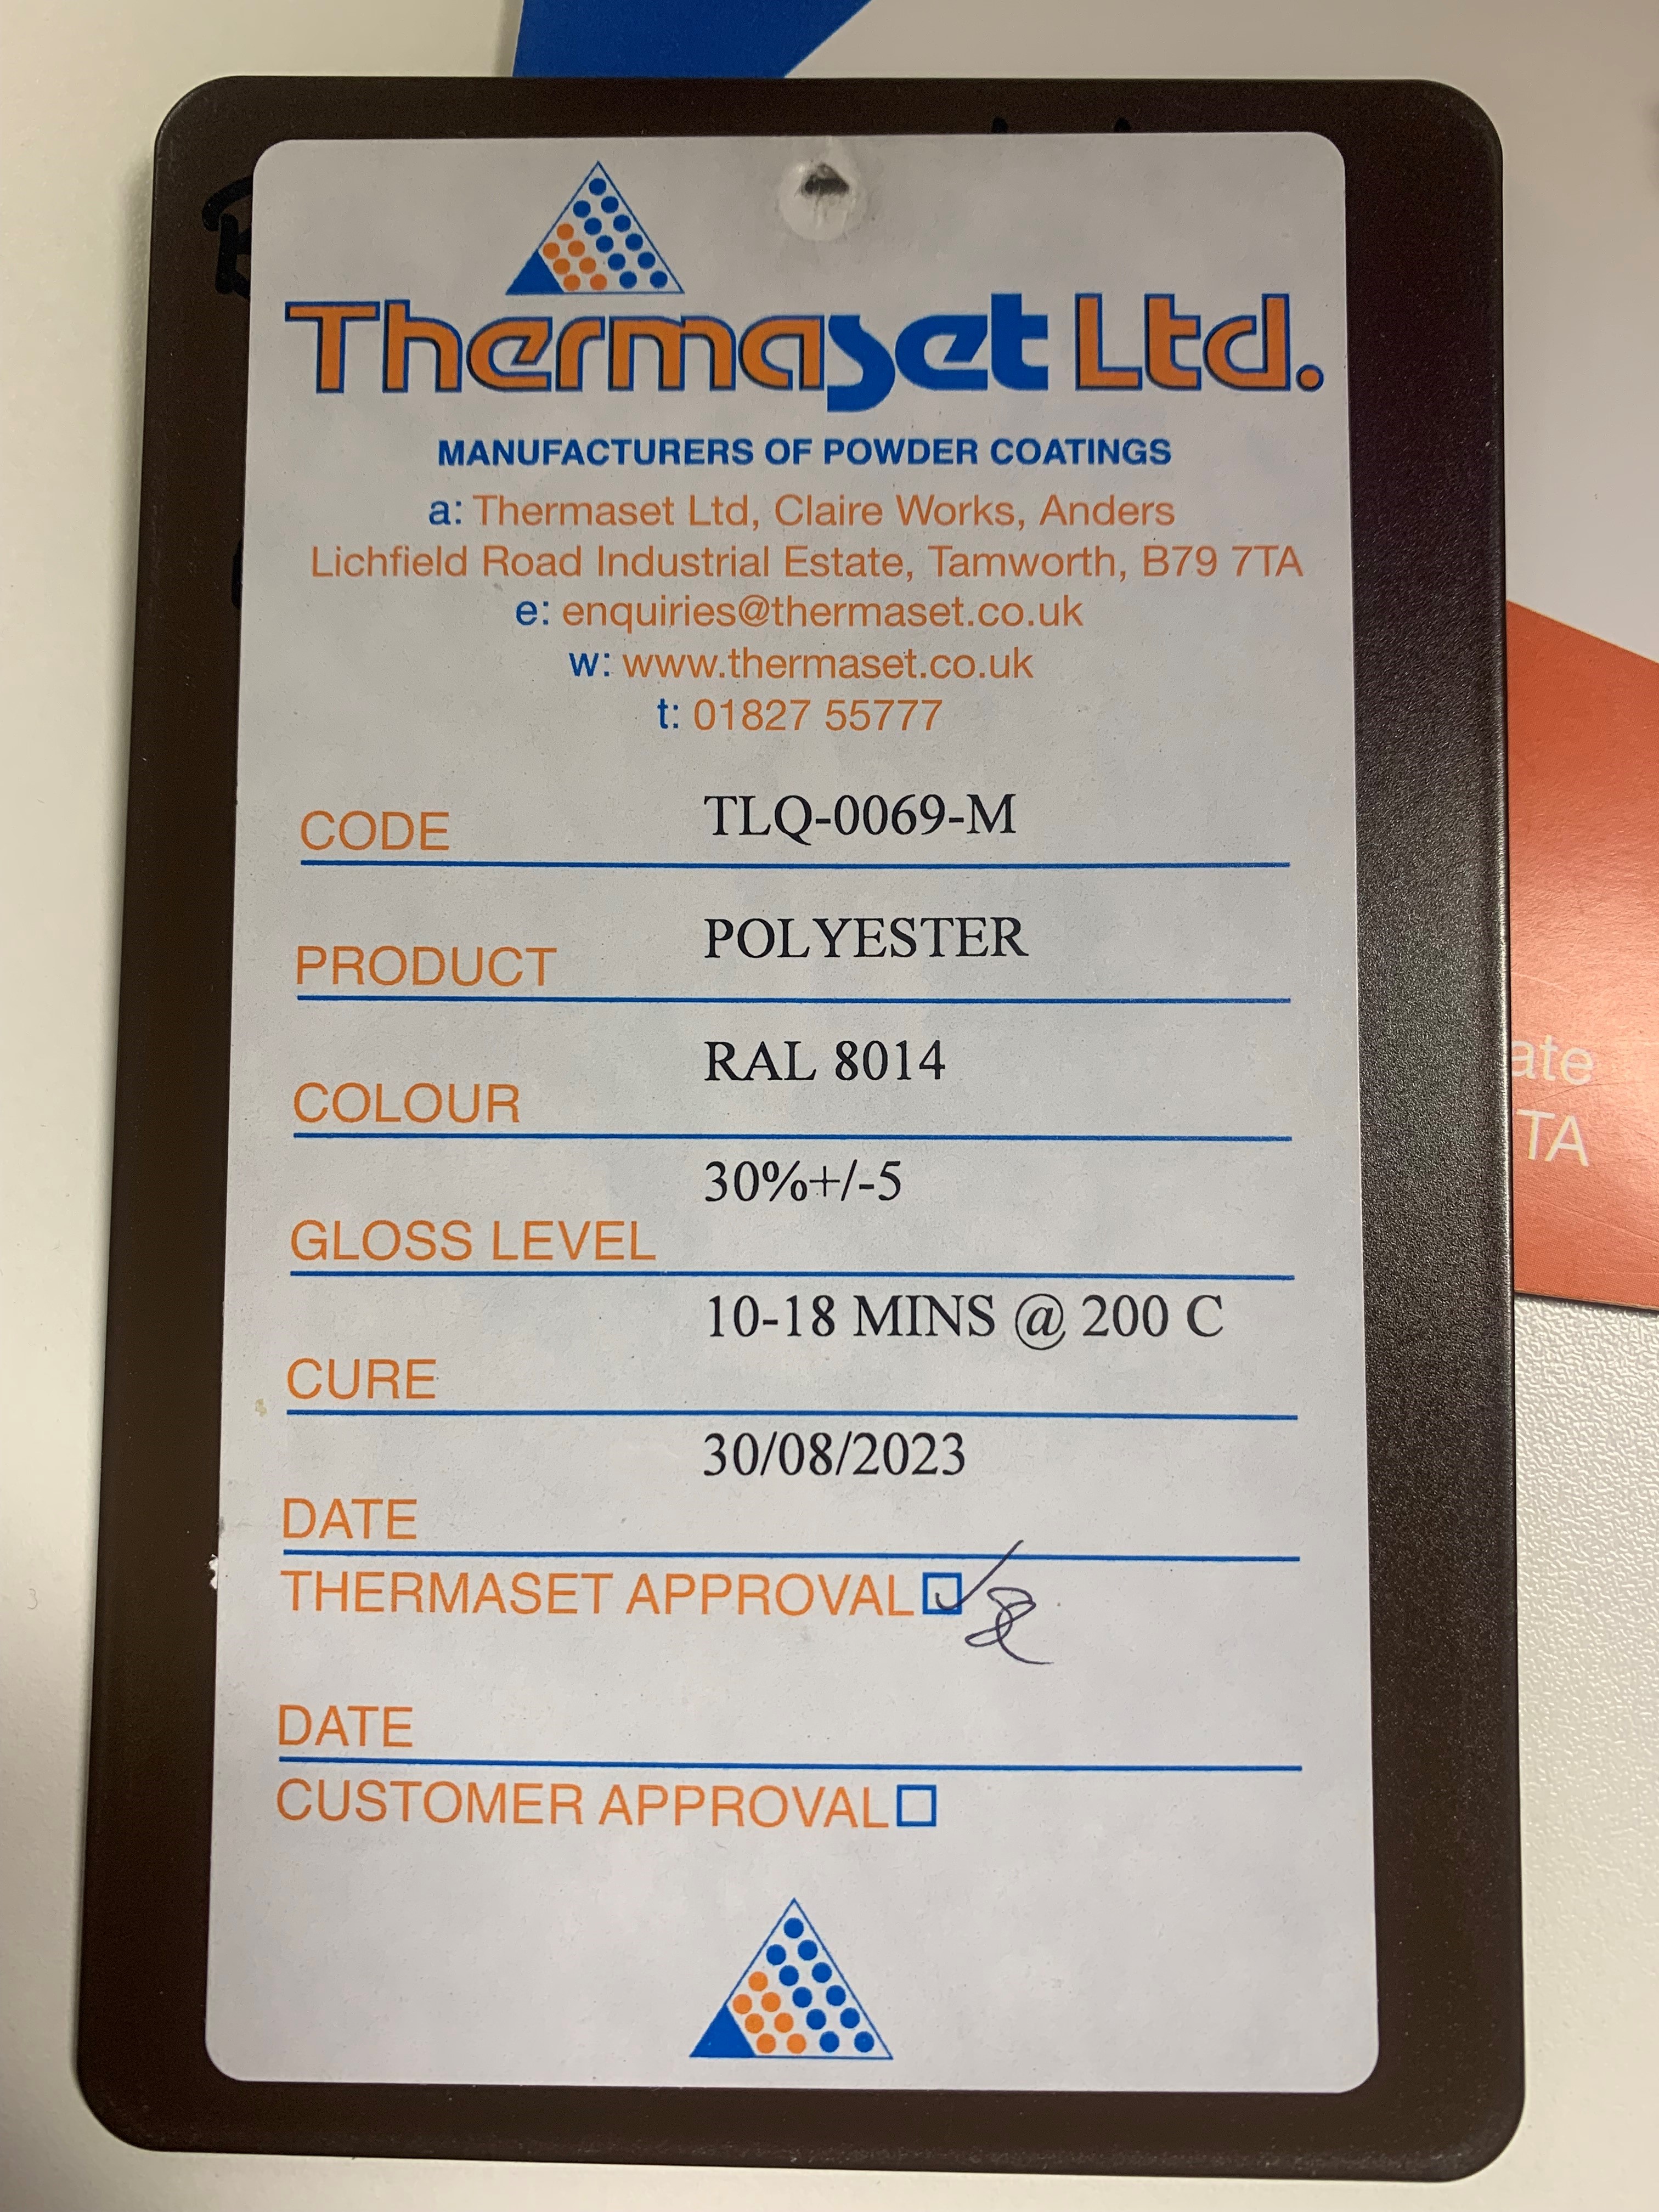 Thermaset Ltd.
MANUFACTURERS OF POWDER COATINGS
a: Thermaset Ltd, Claire Works, Anders
Lichfield Road Industrial Estate, Tamworth, B79 7TA
e: enquiries@thermaset.co.uk
w: www.thermaset.co.uk
t: 01827 55777
CODE TLQ-0069-M
PRODUCT POLYESTER
COLOUR RAL 8014
GLOSS LEVEL 30%+/-5
CURE 10-18 MINS @ 200 C
DATE 30/08/2023
THERMASET APPROVAL
DATE
CUSTOMER APPROVAL
ate
TA